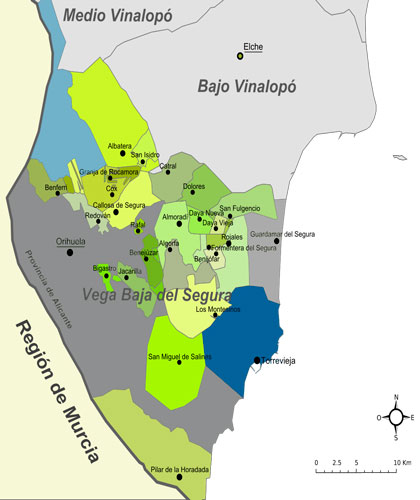 Medio Vinalopó
Elche
Bajo Vinalopó
Albatera
San Isidro
Granja de Rocamora
Catral
Benferri
Cox
Dolores
Callosa de Segura
Redován
Daya Nueva
San Fulgencio
Almoradí
Daya Vieja
Rafal
Rojales
Guardamar del Segura
Orihuela
Algorfa
Formentera del Segura
Benejúzar
Benijófar
Bigastro
Jacarilla
Provincia de Alicante
Vega Baja del Segura
Los Montesinos
Región de Murcia
San Miguel de Salinas
Torrevieja
Pilar de la Horadada
N
O
E
S
0 2.5 5 10 Km